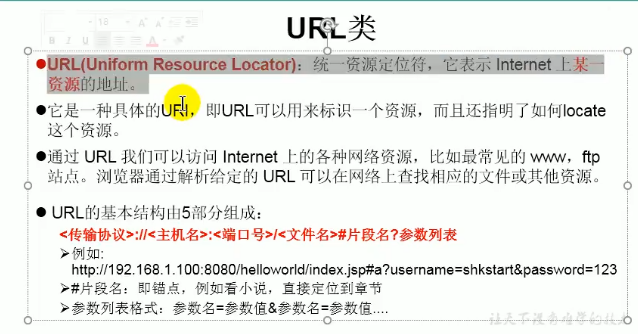 URL类
●URL(Uniform Resource Locator)：统一资源定位符，它表示 Internet 上某一
资源的地址。
●它是一种具体的URI，即URL可以用来标识一个资源，而且还指明了如何locate
这个资源。
●通过 URL 我们可以访问 Internet 上的各种网络资源，比如最常见的 www，ftp
站点。浏览器通过解析给定的 URL 可以在网络上查找相应的文件或其他资源。
●URL的基本结构由5部分组成：
<传输协议>://<主机名>:<端口号>/<文件名>#片段名?参数列表
➢例如:
http://192.168.1.100:8080/helloworld/index.jsp#a?username=shkstart&password=123
➢#片段名：即锚点，例如看小说，直接定位到章节
➢参数列表格式：参数名=参数值&参数名=参数值....